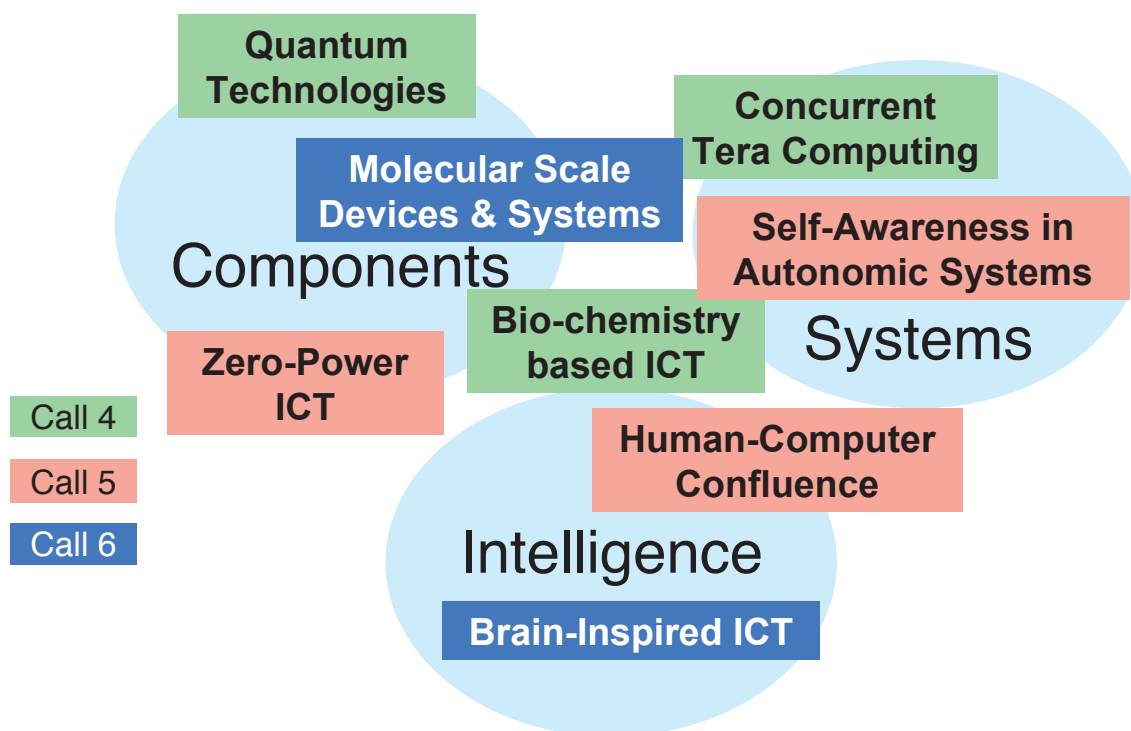 Quantum
Technologies
Concurrent
Tera Computing
Molecular Scale
Devices & Systems
Self-Awareness in
Autonomic Systems
Components
Bio-chemistry
based ICT
Systems
Zero-Power
ICT
Call 4
Call 5
Call 6
Human-Computer
Confluence
Intelligence
Brain-Inspired ICT